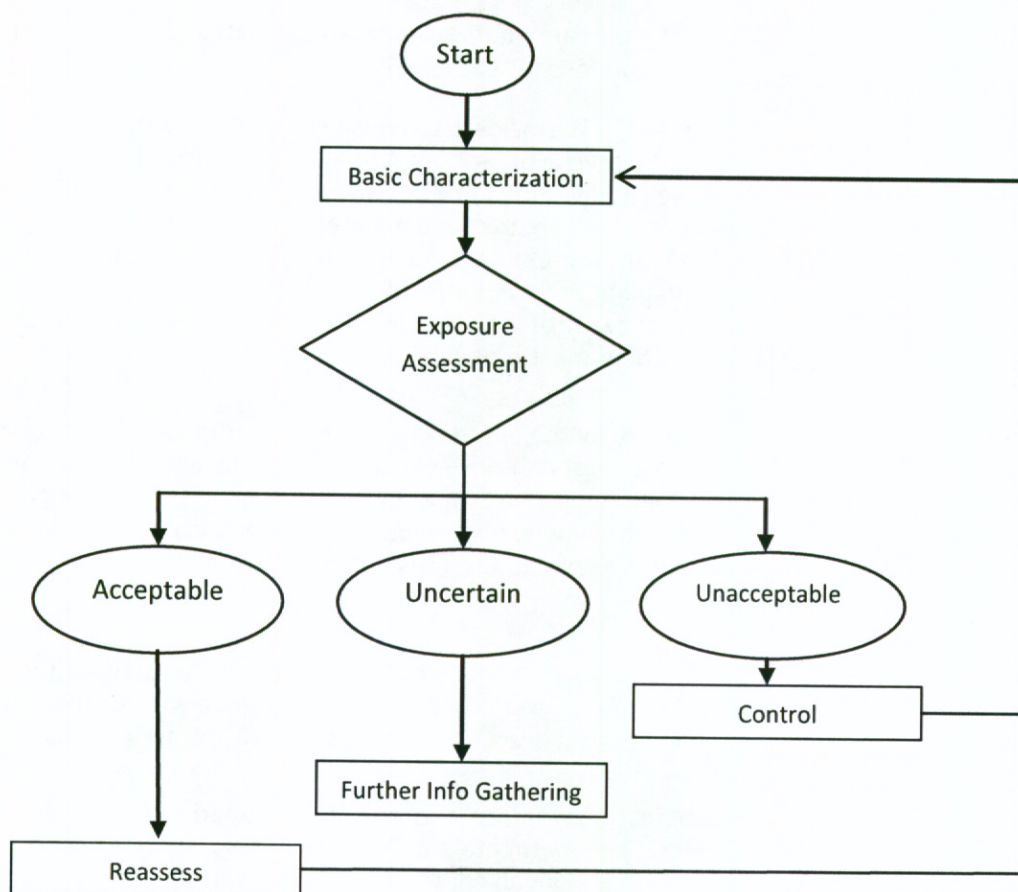 Start
Basic Characterization
Exposure
Assessment
Acceptable
Uncertain
Unacceptable
Control
Further Info Gathering
Reassess